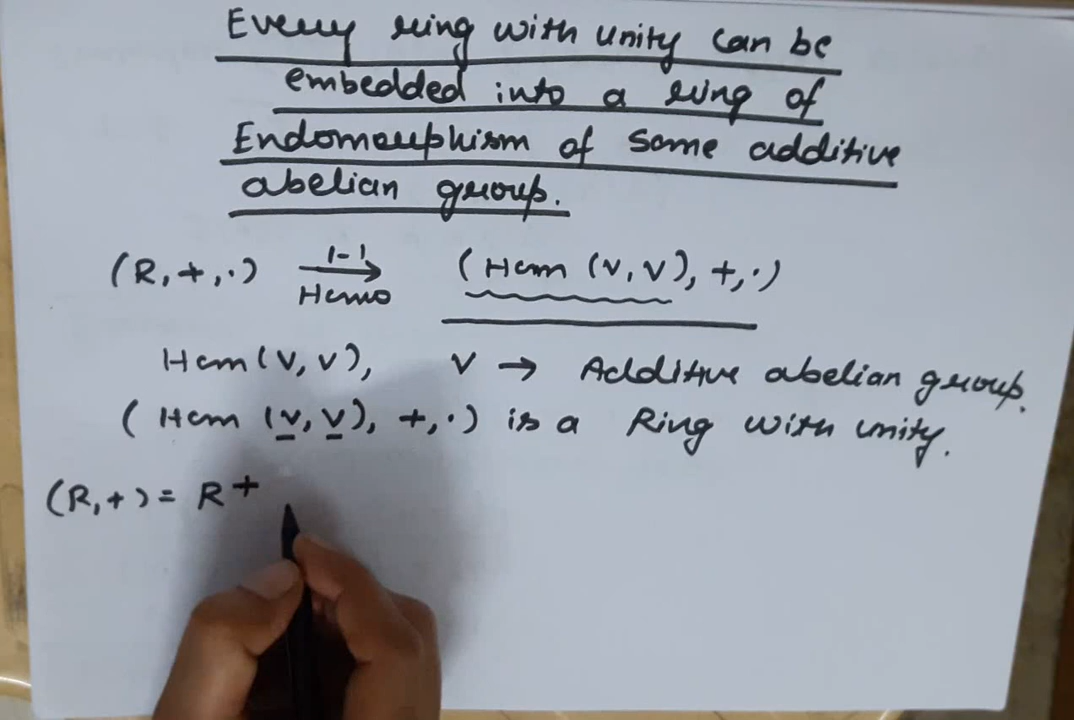 Every ring with unity can be
embedded into a ring of
Endomorphism of some additive
abelian group.
(R, +, ·) 1-1 Homo → (Hom (V, V), +, ·)
Hom (V, V), V → Additive abelian group.
(Hom (V, V), +, ·) is a Ring with unity.
(R, +) = R+